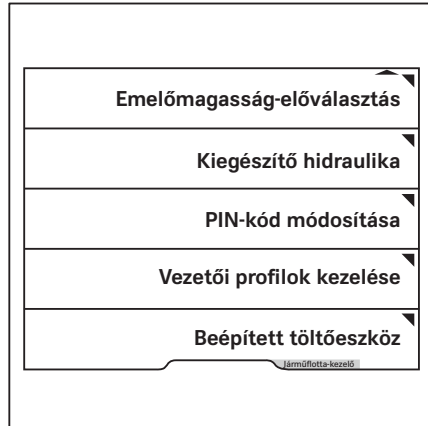 Emelőmagasság-előválasztás
Kiegészítő hidraulika
PIN-kód módosítása
Vezetői profilok kezelése
Beépített töltőeszköz
Járműflotta-kezelő